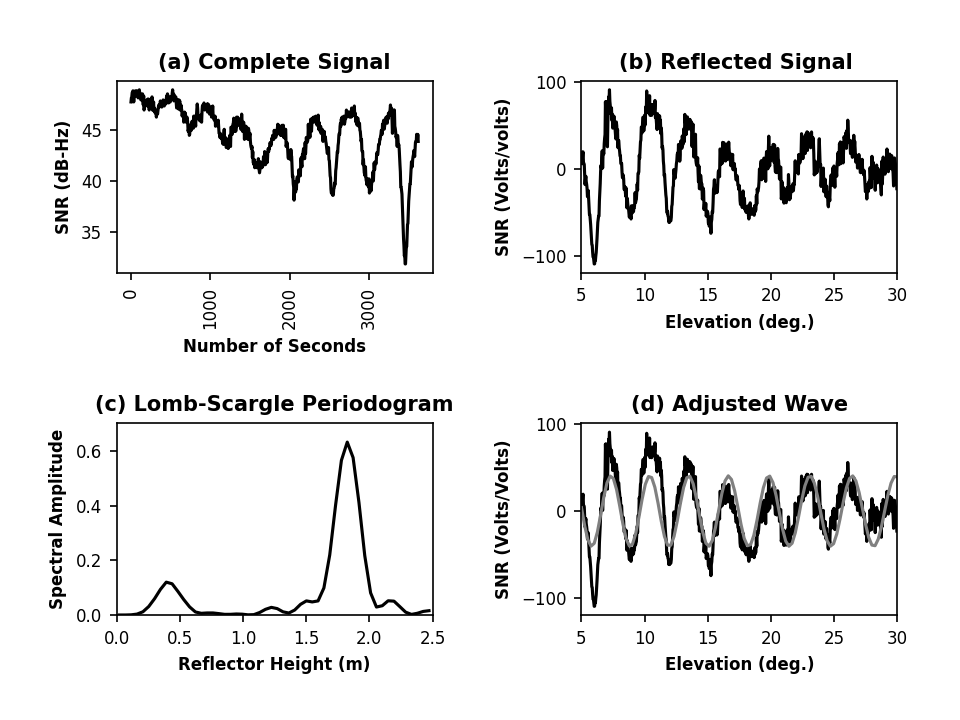 (a) Complete Signal
SNR (dB-Hz)
45
40
35
0
1000
2000
3000
Number of Seconds
(b) Reflected Signal
SNR (Volts/volts)
100
0
−100
5 10 15 20 25 30
Elevation (deg.)
(c) Lomb-Scargle Periodogram
Spectral Amplitude
0.6
0.4
0.2
0.0
0.0 0.5 1.0 1.5 2.0 2.5
Reflector Height (m)
(d) Adjusted Wave
SNR (Volts/Volts)
100
0
−100
5 10 15 20 25 30
Elevation (deg.)